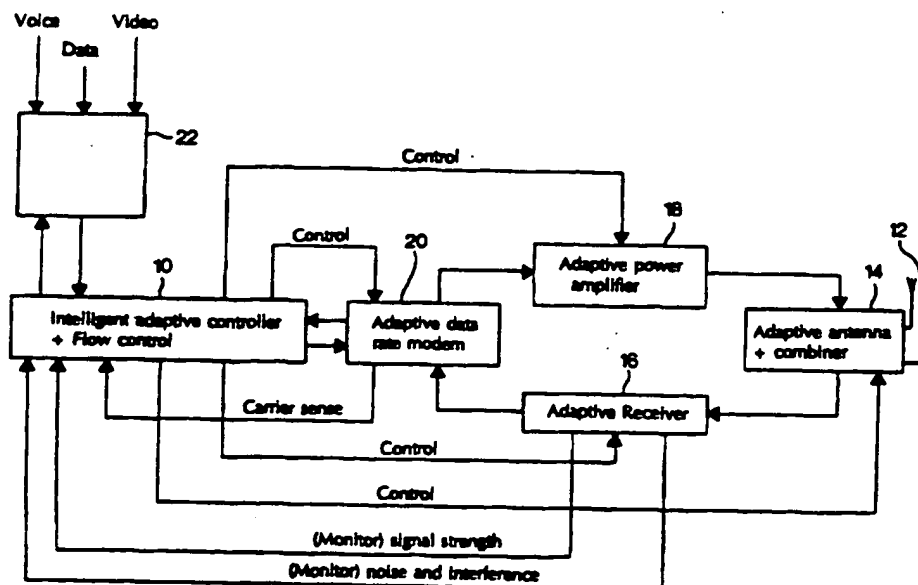 Voice
Video
Data
22
Control
18
12
Control
20
Adaptive power
amplifier
14
10
Intelligent adaptive controller
+ Flow control
Adaptive data
rate modem
Adaptive antenna
+ combiner
16
Carrier sense
Adaptive Receiver
Control
Control
(Monitor) signal strength
(Monitor) noise and interference